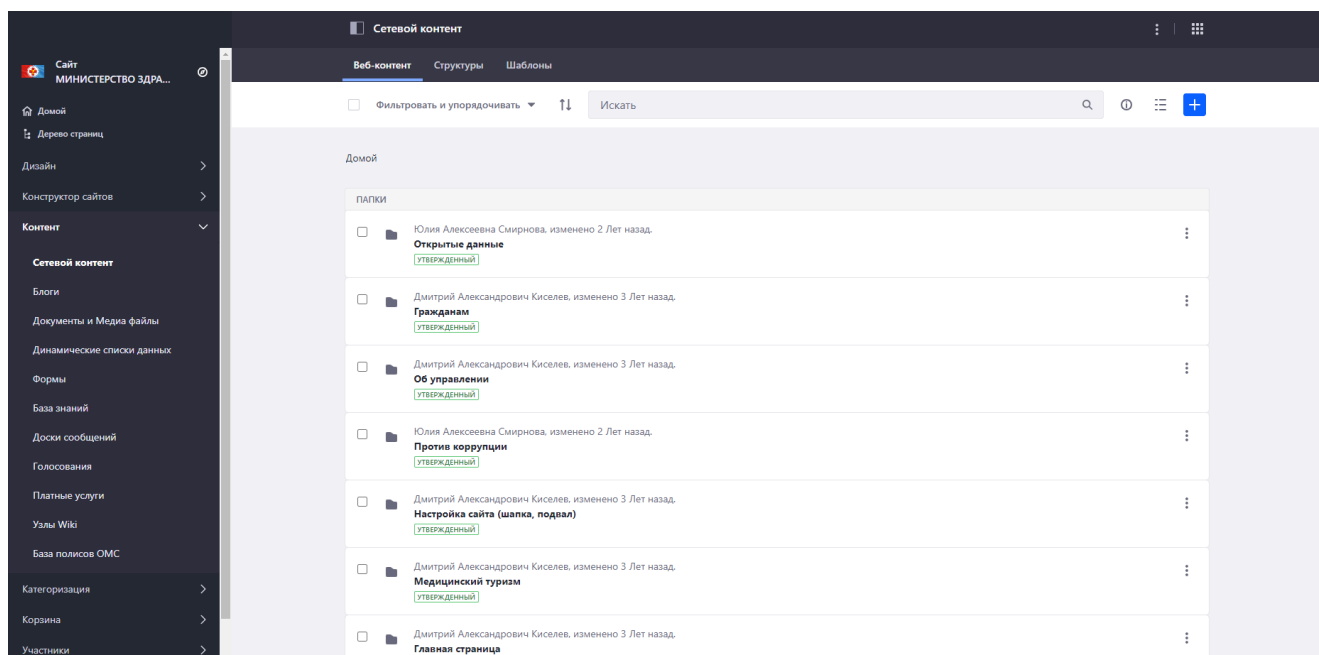 Сетевой контент
Сайт
МИНИСТЕРСТВО ЗДРА...
Домой
Дерево страниц
Дизайн
Конструктор сайтов
Контент
Сетевой контент
Блоги
Документы и Медиа файлы
Динамические списки данных
Формы
База знаний
Доски сообщений
Голосования
Платные услуги
Узлы Wiki
База полисов ОМС
Категоризация
Корзина
Участники
Веб-контент Структуры Шаблоны
Фильтровать и упорядочивать Искать
Домой
ПАПКИ
Юлия Алексеевна Смирнова, изменено 2 Лет назад.
Открытые данные
УТВЕРЖДЕННЫЙ
Дмитрий Александрович Киселев, изменено 3 Лет назад.
Гражданам
УТВЕРЖДЕННЫЙ
Дмитрий Александрович Киселев, изменено 3 Лет назад.
Об управлении
УТВЕРЖДЕННЫЙ
Юлия Алексеевна Смирнова, изменено 2 Лет назад.
Против коррупции
УТВЕРЖДЕННЫЙ
Дмитрий Александрович Киселев, изменено 3 Лет назад.
Настройка сайта (шапка, подвал)
УТВЕРЖДЕННЫЙ
Дмитрий Александрович Киселев, изменено 3 Лет назад.
Медицинский туризм
УТВЕРЖДЕННЫЙ
Дмитрий Александрович Киселев, изменено 3 Лет назад.
Главная страница